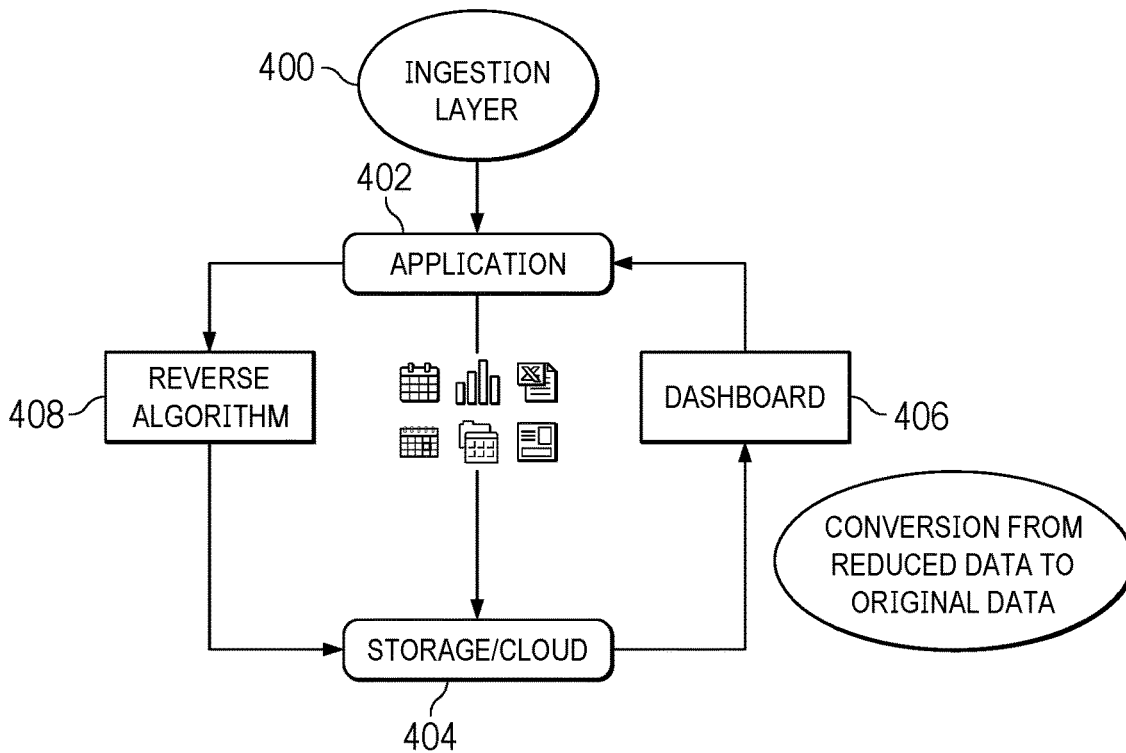 400
INGESTION
LAYER
402
APPLICATION
REVERSE
ALGORITHM
408
X
DASHBOARD
406
CONVERSION FROM
REDUCED DATA TO
ORIGINAL DATA
STORAGE/CLOUD
404